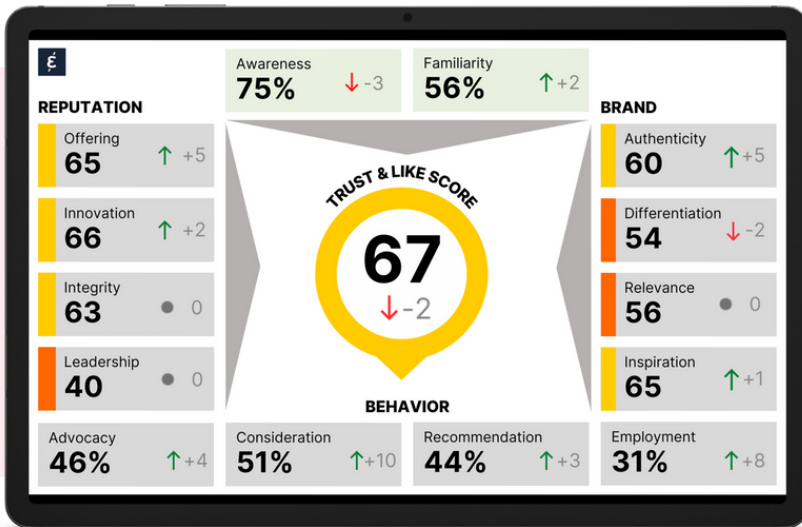 έ
Awareness
75% ↓ -3
Familiarity
56% ↑ +2
REPUTATION
BRAND
Offering
65 ↑ +5
Innovation
66 ↑ +2
Integrity
63 ● 0
Leadership
40 ● 0
TRUST & LIKE SCORE
67
↓ -2
Authenticity
60 ↑ +5
Differentiation
54 ↓ -2
Relevance
56 ● 0
Inspiration
65 ↑ +1
BEHAVIOR
Advocacy
46% ↑ +4
Consideration
51% ↑ +10
Recommendation
44% ↑ +3
Employment
31% ↑ +8